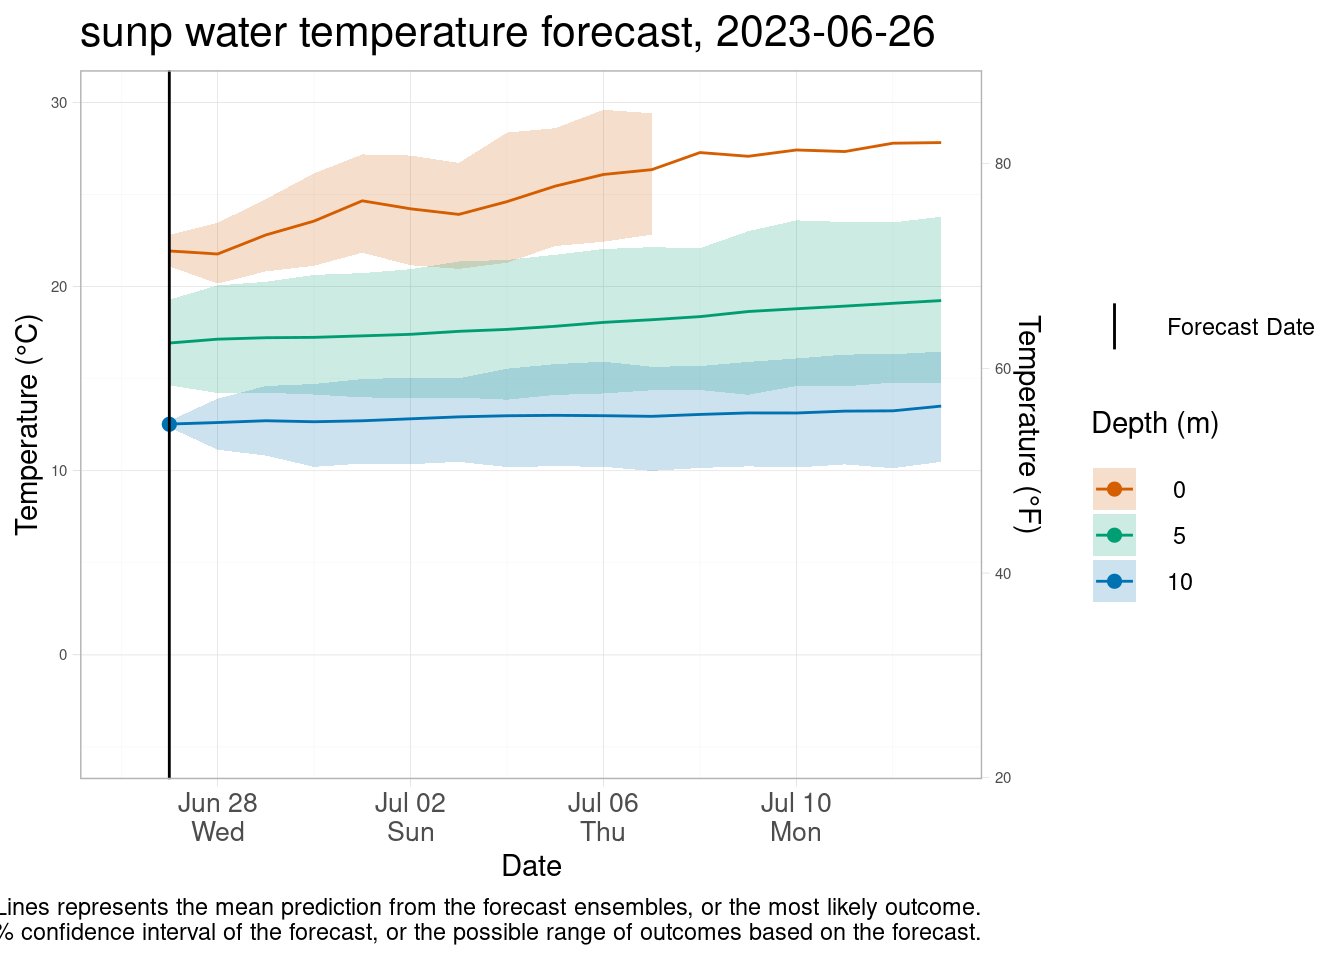 sunp water temperature forecast, 2023-06-26
30
20
10
0
Temperature (°C)
80
60
40
20
Temperature (°F)
Jun 28
Wed
Jul 02
Sun
Jul 06
Thu
Jul 10
Mon
Date
Forecast Date
Depth (m)
0
5
10
Lines represents the mean prediction from the forecast ensembles, or the most likely outcome.
% confidence interval of the forecast, or the possible range of outcomes based on the forecast.